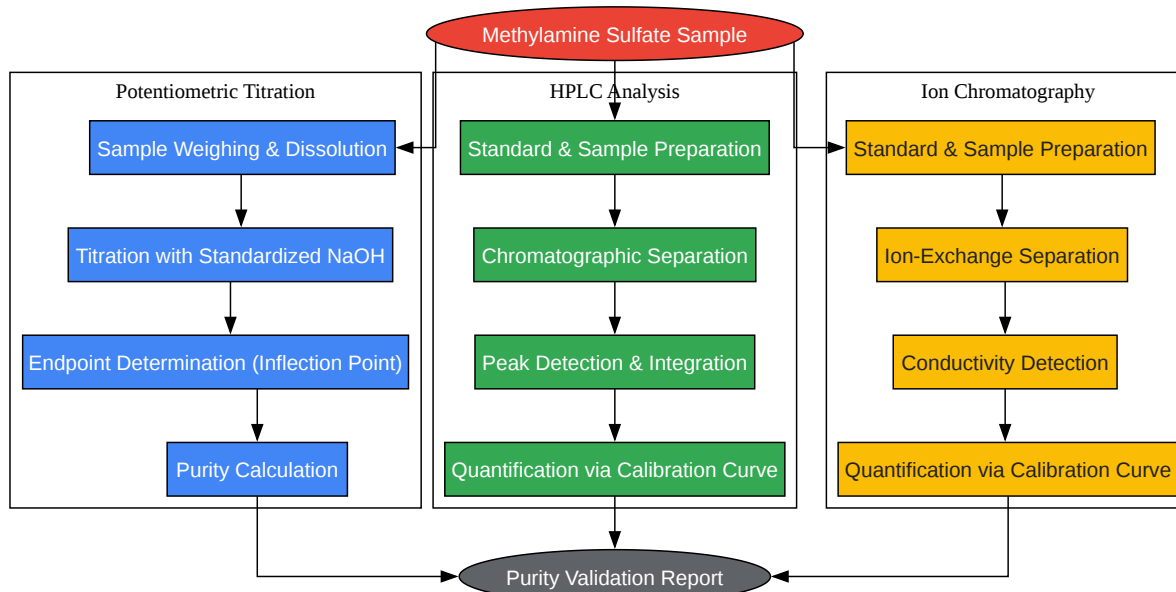 Methylamine Sulfate Sample
Potentiometric Titration
Sample Weighing & Dissolution
Titration with Standardized NaOH
Endpoint Determination (Inflection Point)
Purity Calculation
HPLC Analysis
Standard & Sample Preparation
Chromatographic Separation
Peak Detection & Integration
Quantification via Calibration Curve
Ion Chromatography
Standard & Sample Preparation
Ion-Exchange Separation
Conductivity Detection
Quantification via Calibration Curve
Purity Validation Report